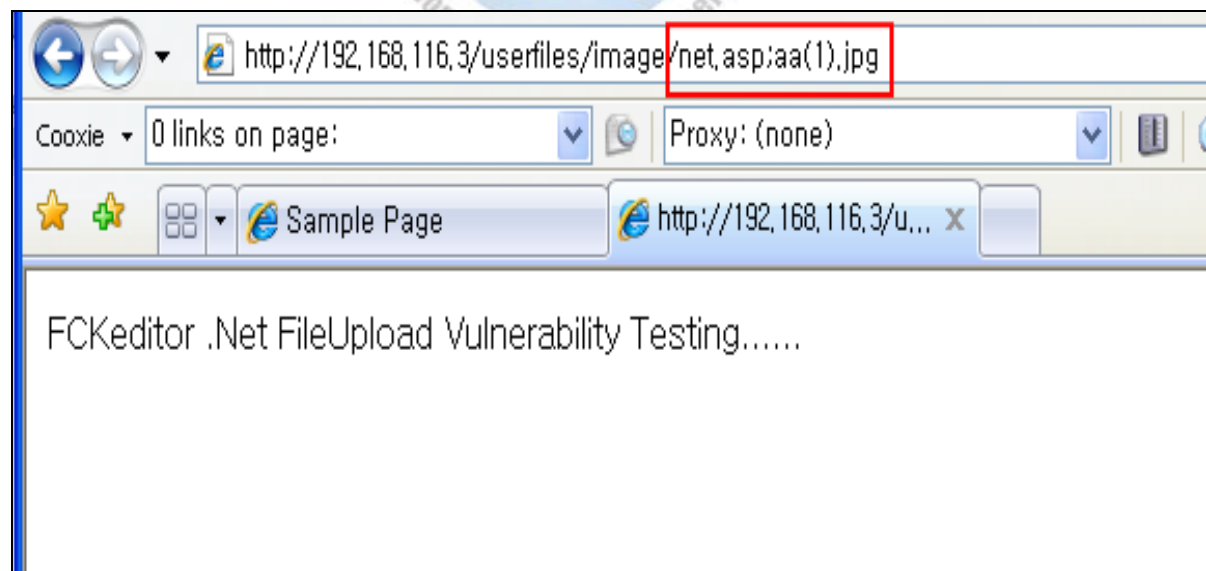 http://192,168,116,3/userfiles/image/net,asp;aa(1),jpg
Cooxie 0 links on page: Proxy: (none)
Sample Page http://192,168,116,3/u,,, x
FCKeditor .Net FileUpload Vulnerability Testing......